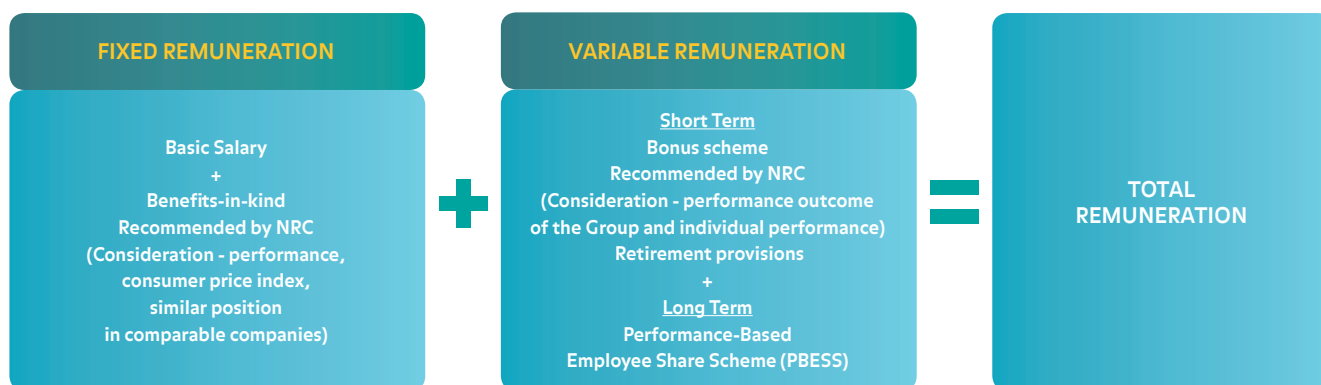 FIXED REMUNERATION
Basic Salary
+
Benefits-in-kind
Recommended by NRC
(Consideration - performance,
consumer price index,
similar position
in comparable companies)
+
VARIABLE REMUNERATION
Short Term
Bonus scheme
Recommended by NRC
(Consideration - performance outcome
of the Group and individual performance)
Retirement provisions
+
Long Term
Performance-Based
Employee Share Scheme (PBESS)
=
TOTAL
REMUNERATION